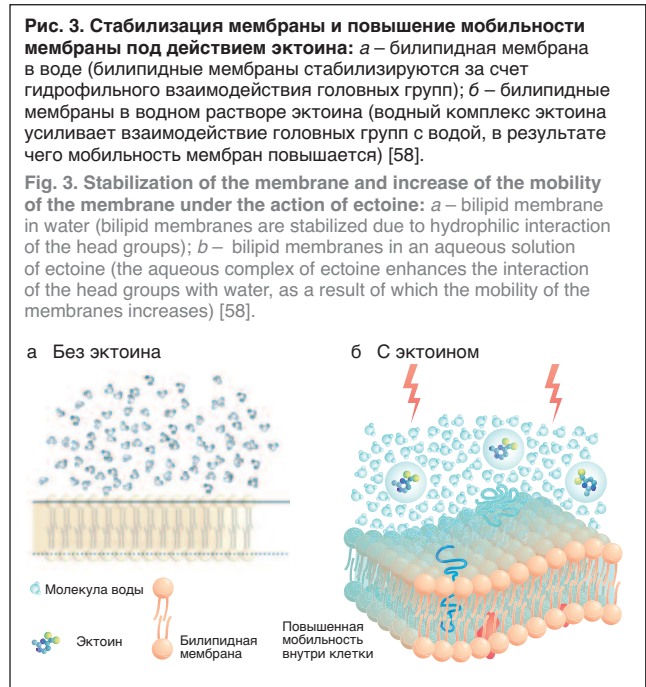 Рис. 3. Стабилизация мембраны и повышение мобильности
мембраны под действием эктоина: а – билипидная мембрана
в воде (билипидные мембраны стабилизируются за счет
гидрофильного взаимодействия головных групп); б – билипидные
мембраны в водном растворе эктоина (водный комплекс эктоина
усиливает взаимодействие головных групп с водой, в результате
чего мобильность мембран повышается) [58].
Fig. 3. Stabilization of the membrane and increase of the mobility
of the membrane under the action of ectoine: a – bilipid membrane
in water (bilipid membranes are stabilized due to hydrophilic interaction
of the head groups); b – bilipid membranes in an aqueous solution
of ectoine (the aqueous complex of ectoine enhances the interaction
of the head groups with water, as a result of which the mobility of the
membranes increases) [58].
а Без эктоина
б С эктоином
Молекула воды
Эктоин
Билипидная
мембрана
Повышенная
мобильность
внутри клетки